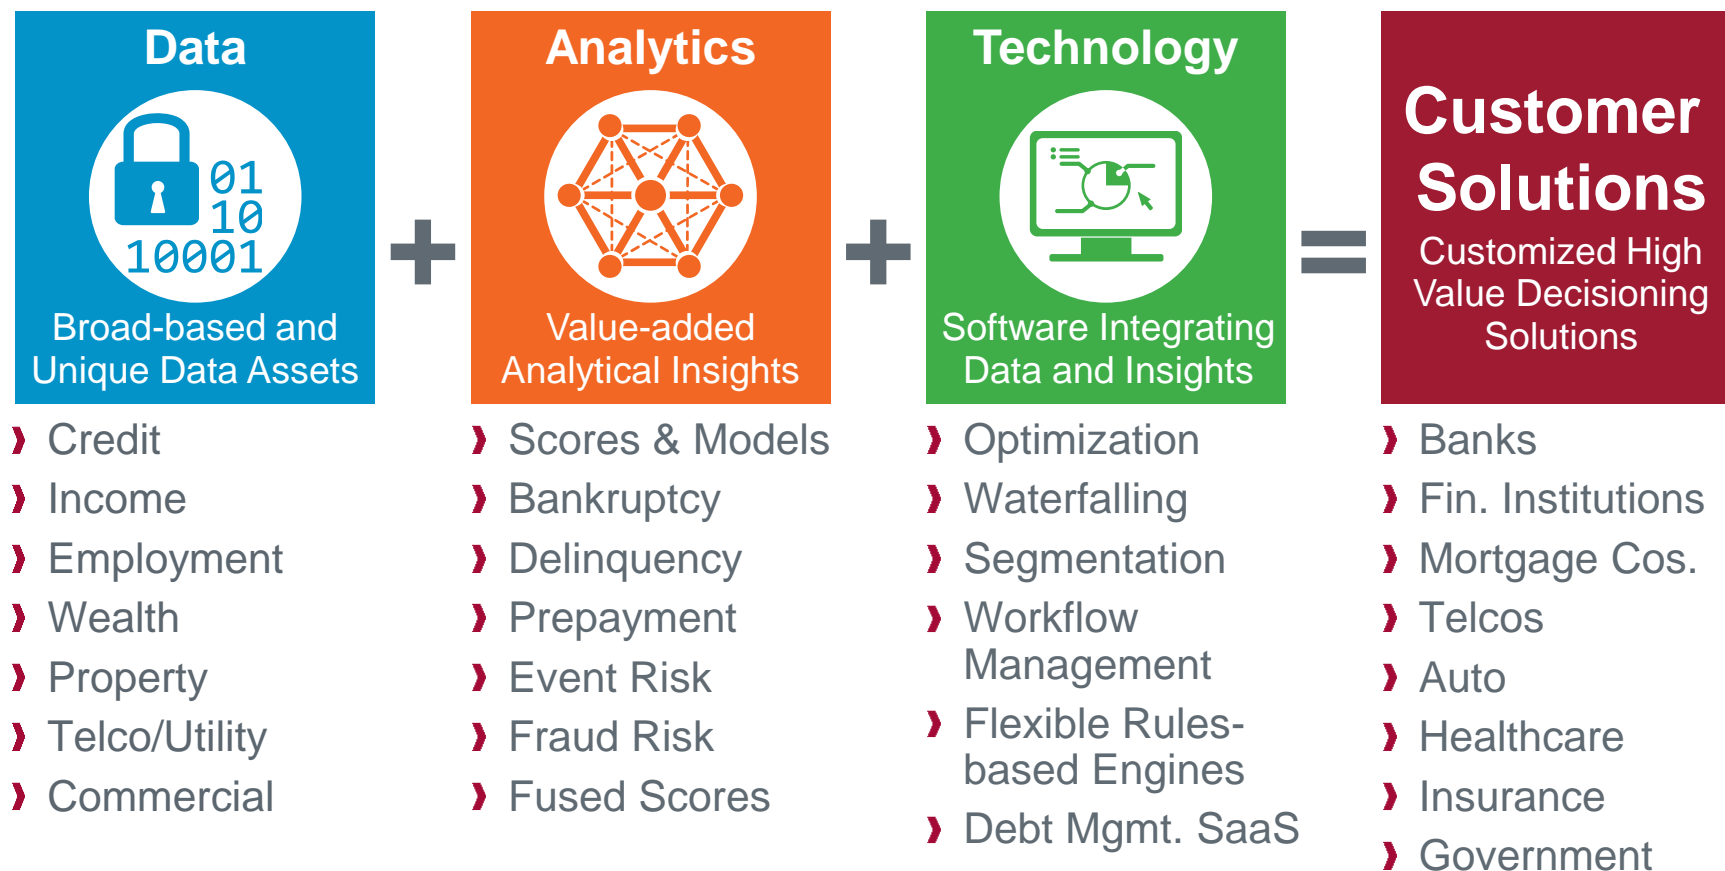 Data
01
10
10001
Broad-based and
Unique Data Assets
Credit
Income
Employment
Wealth
Property
Telco/Utility
Commercial
+
Analytics
Value-added
Analytical Insights
Scores & Models
Bankruptcy
Delinquency
Prepayment
Event Risk
Fraud Risk
Fused Scores
+
Technology
Software Integrating
Data and Insights
Optimization
Waterfalling
Segmentation
Workflow
Management
Flexible Rules-
based Engines
Debt Mgmt. SaaS
=
Customer
Solutions
Customized High
Value Decisioning
Solutions
Banks
Fin. Institutions
Mortgage Cos.
Telcos
Auto
Healthcare
Insurance
Government